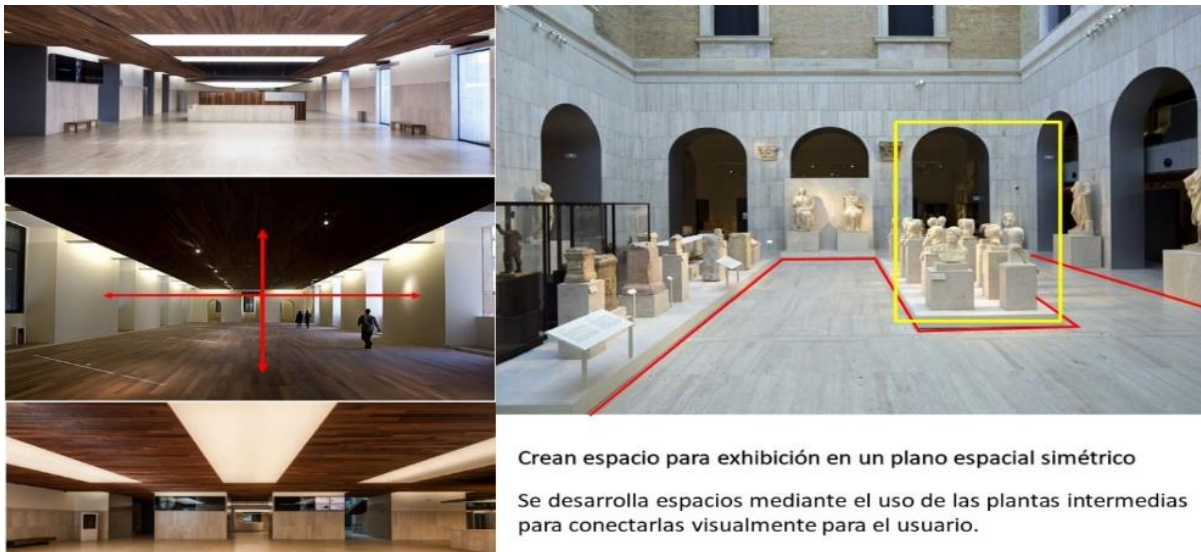 Crean espacio para exhibición en un plano espacial simétrico
Se desarrolla espacios mediante el uso de las plantas intermedias
para conectarlas visualmente para el usuario.